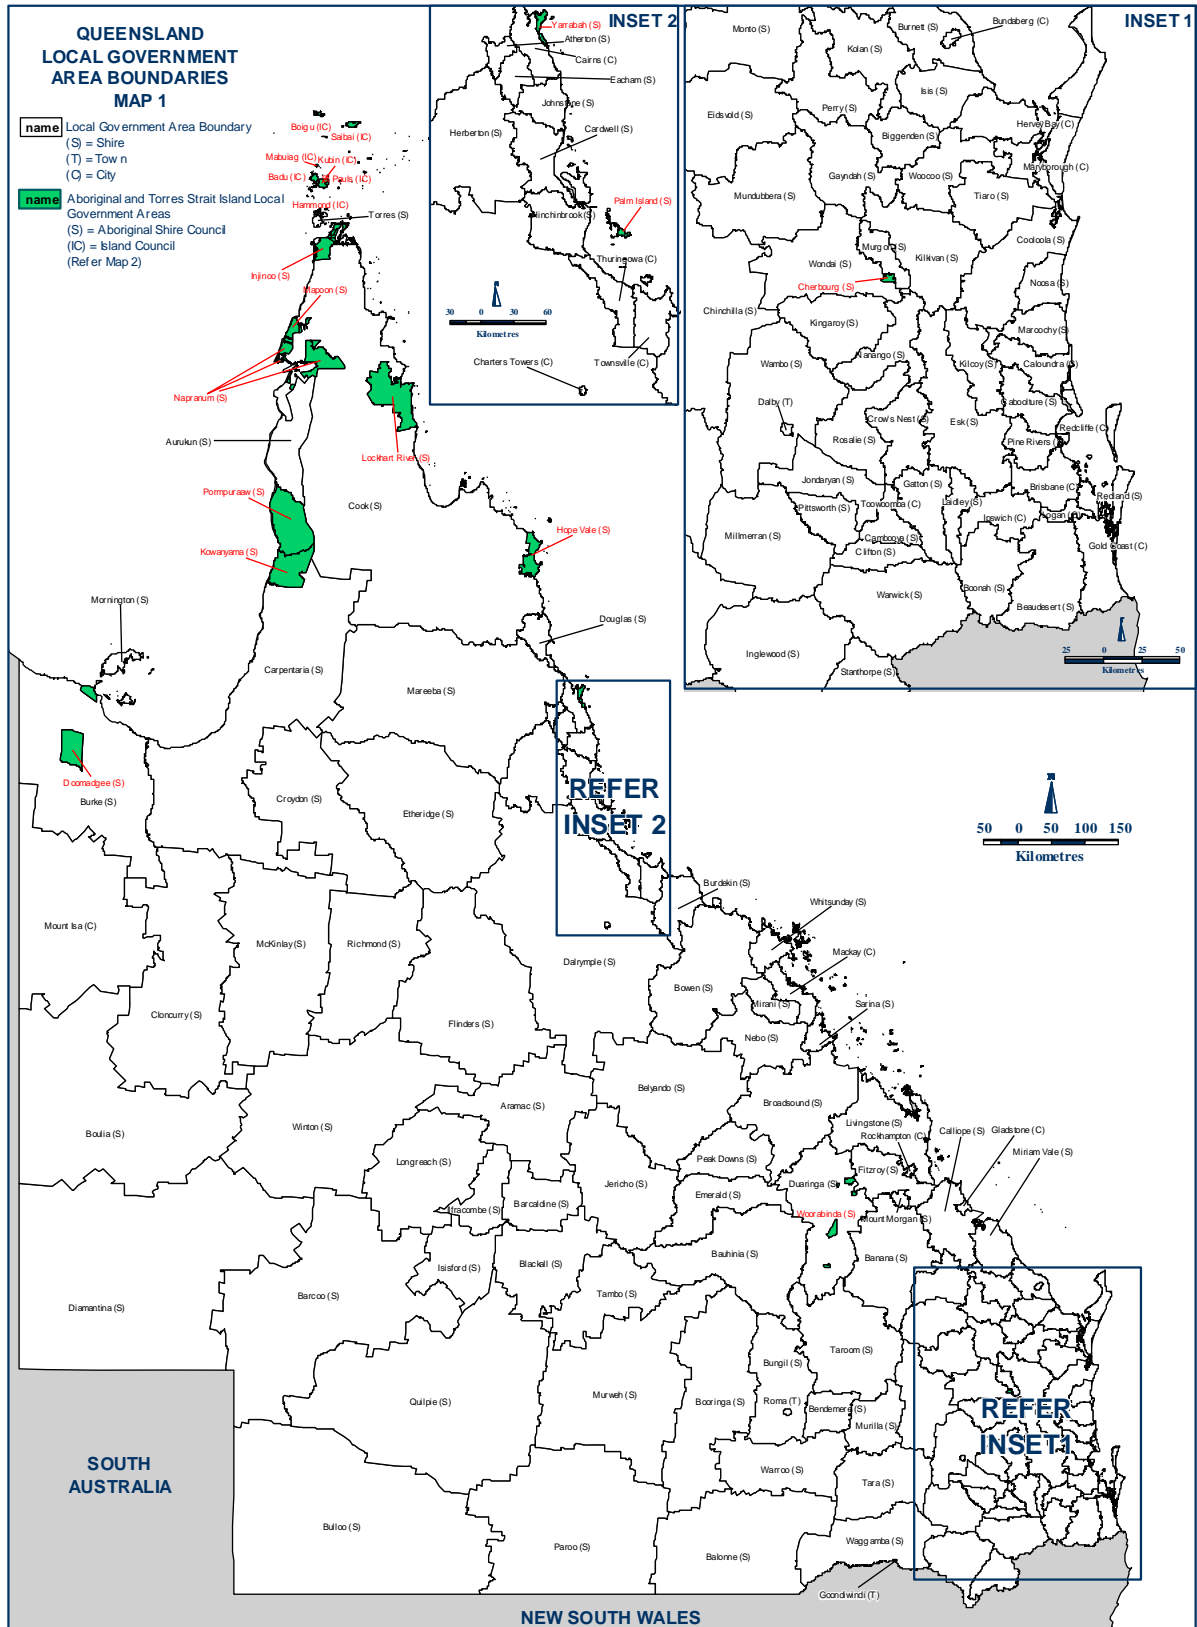 QUEENSLAND
LOCAL GOVERNMENT
AREA BOUNDARIES
MAP 1
name Local Government Area Boundary
(S) = Shire
(T) = Town
(C) = City
name Aboriginal and Torres Strait Island Local
Government Areas
(S) = Aboriginal Shire Council
(IC) = Island Council
(Refer Map 2)
Boigu (IC)
Saibai (IC)
Mabuiag (IC)
Kubin (IC)
Badu (IC)
St Pauls (IC)
Hammond (IC)
Torres (S)
Injinoo (S)
Mapoon (S)
Napranum (S)
Aurukun (S)
Lockhart River (S)
Pormpuraaw (S)
Cook (S)
Kowanyama (S)
Hope Vale (S)
Mornington (S)
Douglas (S)
Carpentaria (S)
Mareeba (S)
Doomadgee (S)
Burke (S)
Croydon (S)
Etheridge (S)
REFER
INSET 2
50 0 50 100 150
Kilometres
Burdekin (S)
Whitsunday (S)
Mount Isa (C)
McKinlay (S)
Richmond (S)
Dalrymple (S)
Mackay (C)
Bowen (S)
Mirani (S)
Sarina (S)
Cloncurry (S)
Flinders (S)
Nebo (S)
Belyando (S)
Broadsound (S)
Aramac (S)
Boulia (S)
Winton (S)
Livingstone (S)
Rockhampton (C)
Calliope (S)
Gladstone (C)
Miriam Vale (S)
Longreach (S)
Peak Downs (S)
Fitzroy (S)
Jericho (S)
Duaringa (S)
Emerald (S)
Ilfracombe (S)
Barcaldine (S)
Woorabinda (S)
Mount Morgan (S)
Bauhinia (S)
Banana (S)
Isisford (S)
Blackall (S)
Diamantina (S)
Barcoo (S)
Tambo (S)
Taroom (S)
Bungil (S)
Quilpie (S)
Murweh (S)
Booringa (S)
Roma (T)
Bendemere (S)
Murilla (S)
REFER
INSET1
Warroo (S)
Tara (S)
SOUTH
AUSTRALIA
Bulloo (S)
Paroo (S)
Balonne (S)
Waggamba (S)
Goondiwindi (T)
NEW SOUTH WALES
INSET 2
Yarrabah (S)
Atherton (S)
Cairns (C)
Eacham (S)
Johnstone (S)
Herberton (S)
Cardwell (S)
Palm Island (S)
Hinchinbrook (S)
Thuringowa (C)
30 0 30 60
Kilometres
Charters Towers (C)
Townsville (C)
INSET 1
Monto (S)
Burnett (S)
Bundaberg (C)
Kolan (S)
Isis (S)
Eidsvold (S)
Perry (S)
Hervey Bay (C)
Biggenden (S)
Maryborough (C)
Gayndah (S)
Woocoo (S)
Mundubbera (S)
Tiaro (S)
Murgon (S)
Cooloola (S)
Wondai (S)
Kilkivan (S)
Cherbourg (S)
Noosa (S)
Chinchilla (S)
Kingaroy (S)
Maroochy (S)
Nanango (S)
Wambo (S)
Kilcoy (S)
Caloundra (S)
Dalby (T)
Caboolture (S)
Crow's Nest (S)
Esk (S)
Redcliffe (C)
Rosalie (S)
Pine Rivers (S)
Jondaryan (S)
Gatton (S)
Brisbane (C)
Redland (S)
Pittsworth (S)
Toowoomba (C)
Laidley (S)
Ipswich (C)
Logan (C)
Millmerran (S)
Cambooya (S)
Clifton (S)
Gold Coast (C)
Warwick (S)
Boonah (S)
Beaudesert (S)
Inglewood (S)
Stanthorpe (S)
25 0 25 50
Kilometres